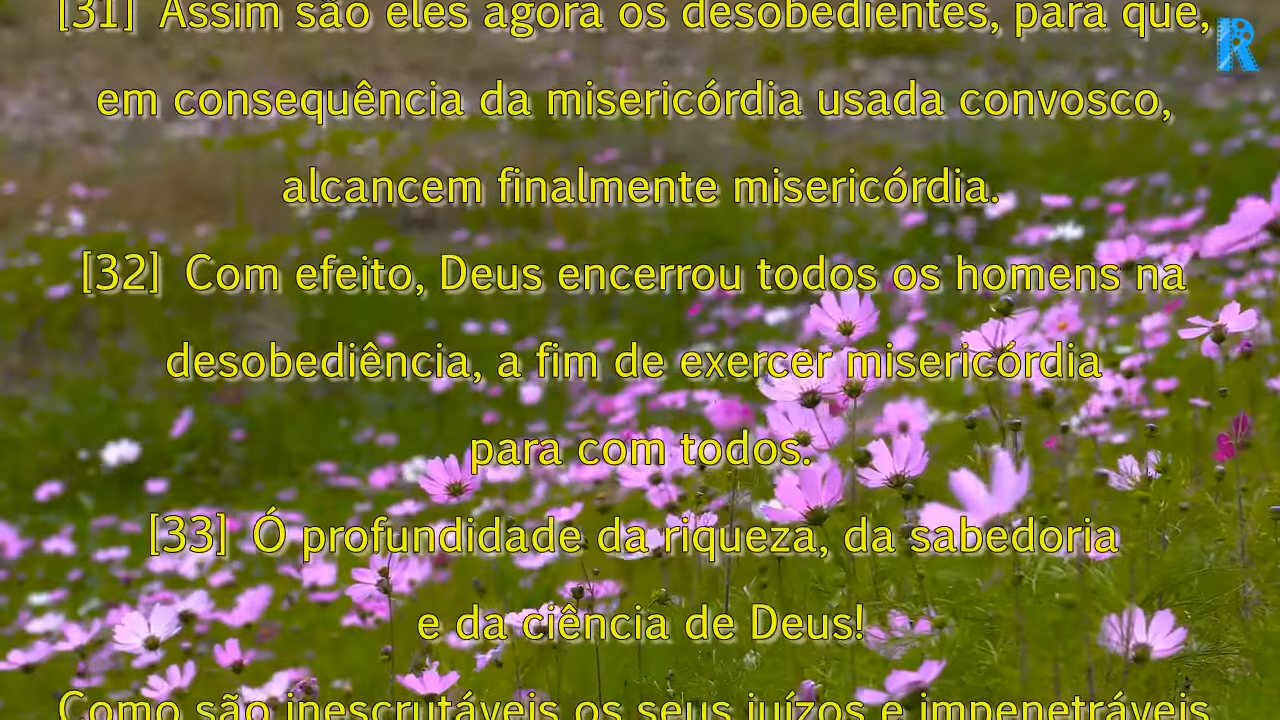 [31] Assim são eles agora os desobedientes, para que,
em consequência da misericórdia usada convosco,
alcancem finalmente misericórdia.
[32] Com efeito, Deus encerrou todos os homens na
desobediência, a fim de exercer misericórdia
para com todos.
[33] Ó profundidade da riqueza, da sabedoria
e da ciência de Deus!
Como são inescrutáveis os seus juízos e impenetráveis